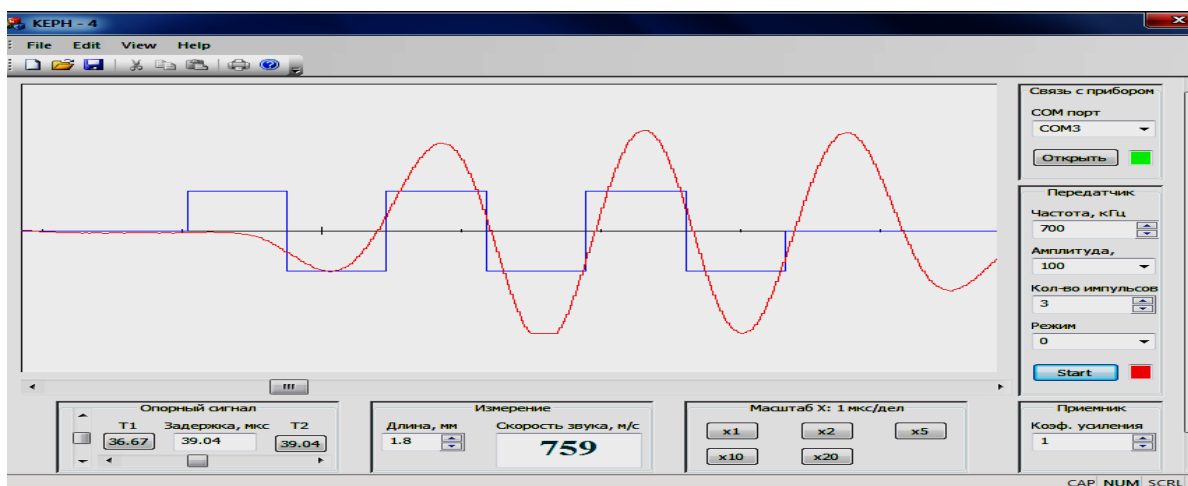 КЕРН - 4
File Edit View Help
Связь с прибором
COM порт
COM3
Открыть
Передатчик
Частота, кГц
700
Амплитуда,
100
Кол-во импульсов
3
Режим
0
Start
Опорный сигнал
T1 Задержка, мкс T2
36.67 39.04 39.04
Измерение
Длина, мм Скорость звука, м/с
1.8 759
Масштаб X: 1 мкс/дел
x1 x2 x5
x10 x20
Приемник
Коэф. усиления
1
CAP NUM SCRL